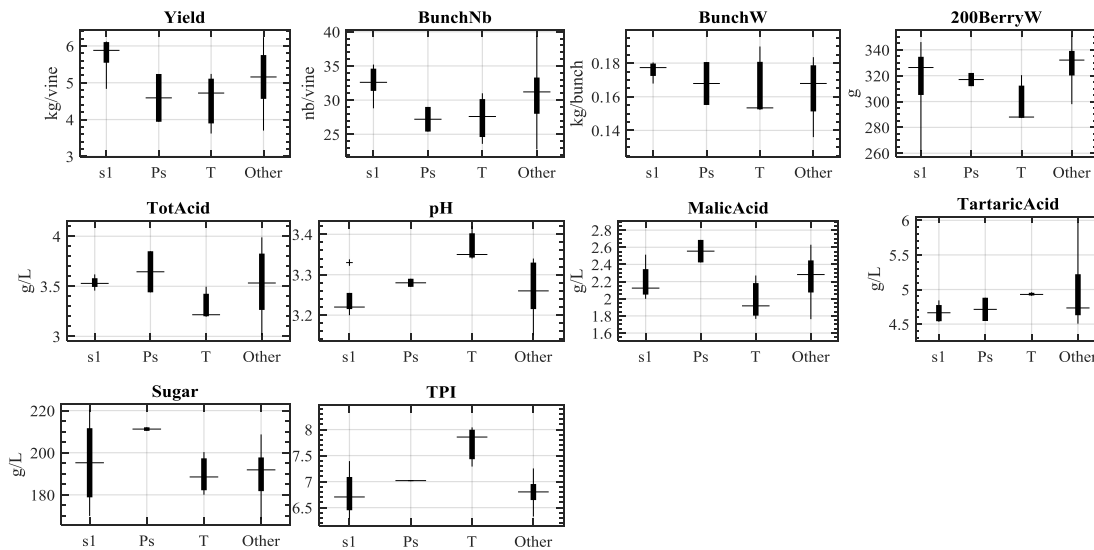 Yield
kg/vine
6
5
4
3
s1 Ps T Other
BunchNb
nb/vine
40
35
30
25
s1 Ps T Other
BunchW
kg/bunch
0.18
0.16
0.14
s1 Ps T Other
200BerryW
g
340
320
300
280
260
s1 Ps T Other
TotAcid
g/L
4
3.5
3
s1 Ps T Other
pH
3.4
3.3
3.2
s1 Ps T Other
MalicAcid
g/L
2.8
2.6
2.4
2.2
2
1.8
1.6
s1 Ps T Other
TartaricAcid
g/L
6
5.5
5
4.5
s1 Ps T Other
Sugar
g/L
220
200
180
s1 Ps T Other
TPI
8
7.5
7
6.5
s1 Ps T Other